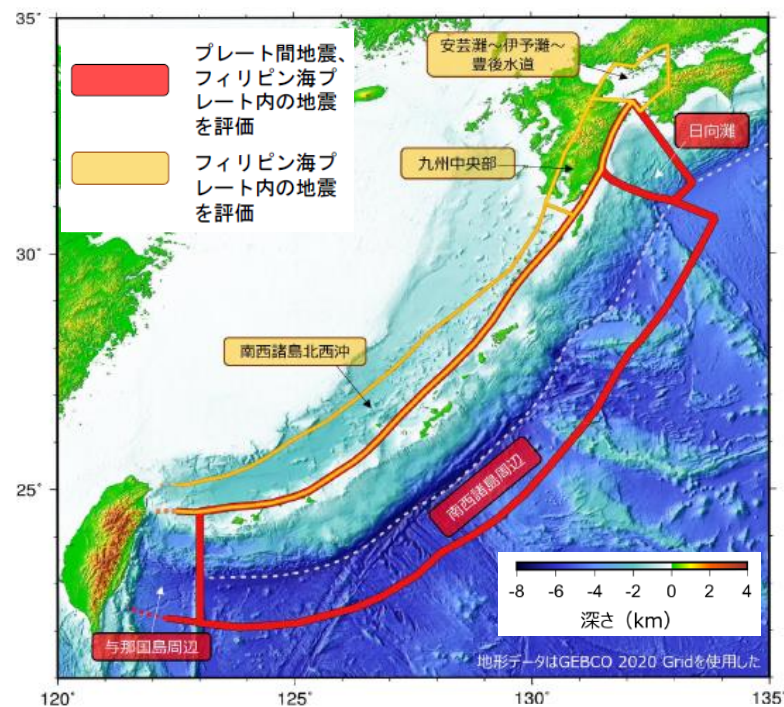 35°
プレート間地震、
フィリピン海プ
レート内の地震
を評価
フィリピン海プ
レート内の地震
を評価
安芸灘～伊予灘～
豊後水道
日向灘
九州中央部
30°
南西諸島北西沖
25°
南西諸島周辺
-8 -6 -4 -2 0 2 4
深さ（km）
与那国島周辺
地形データはGEBCO 2020 Gridを使用した
120° 125° 130° 135°